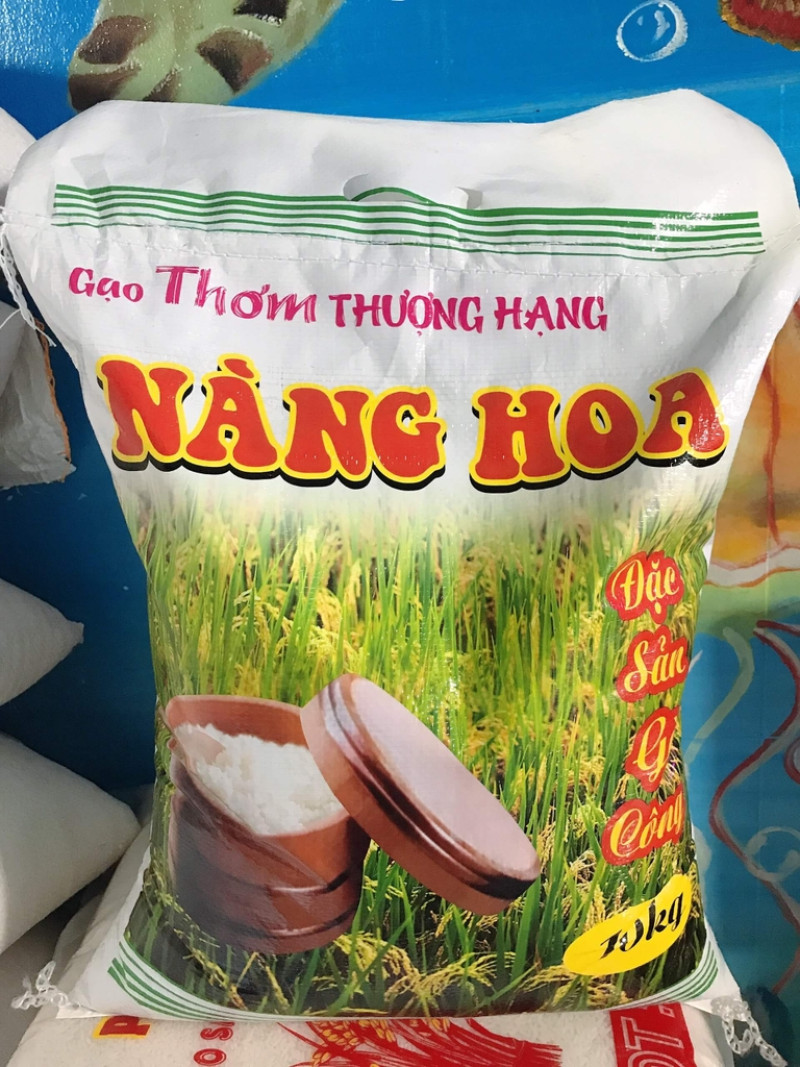 Gạo Thơm THƯỢNG HẠNG
NÀNG HOA
Đặc
Sản
Gò
Công
10kg